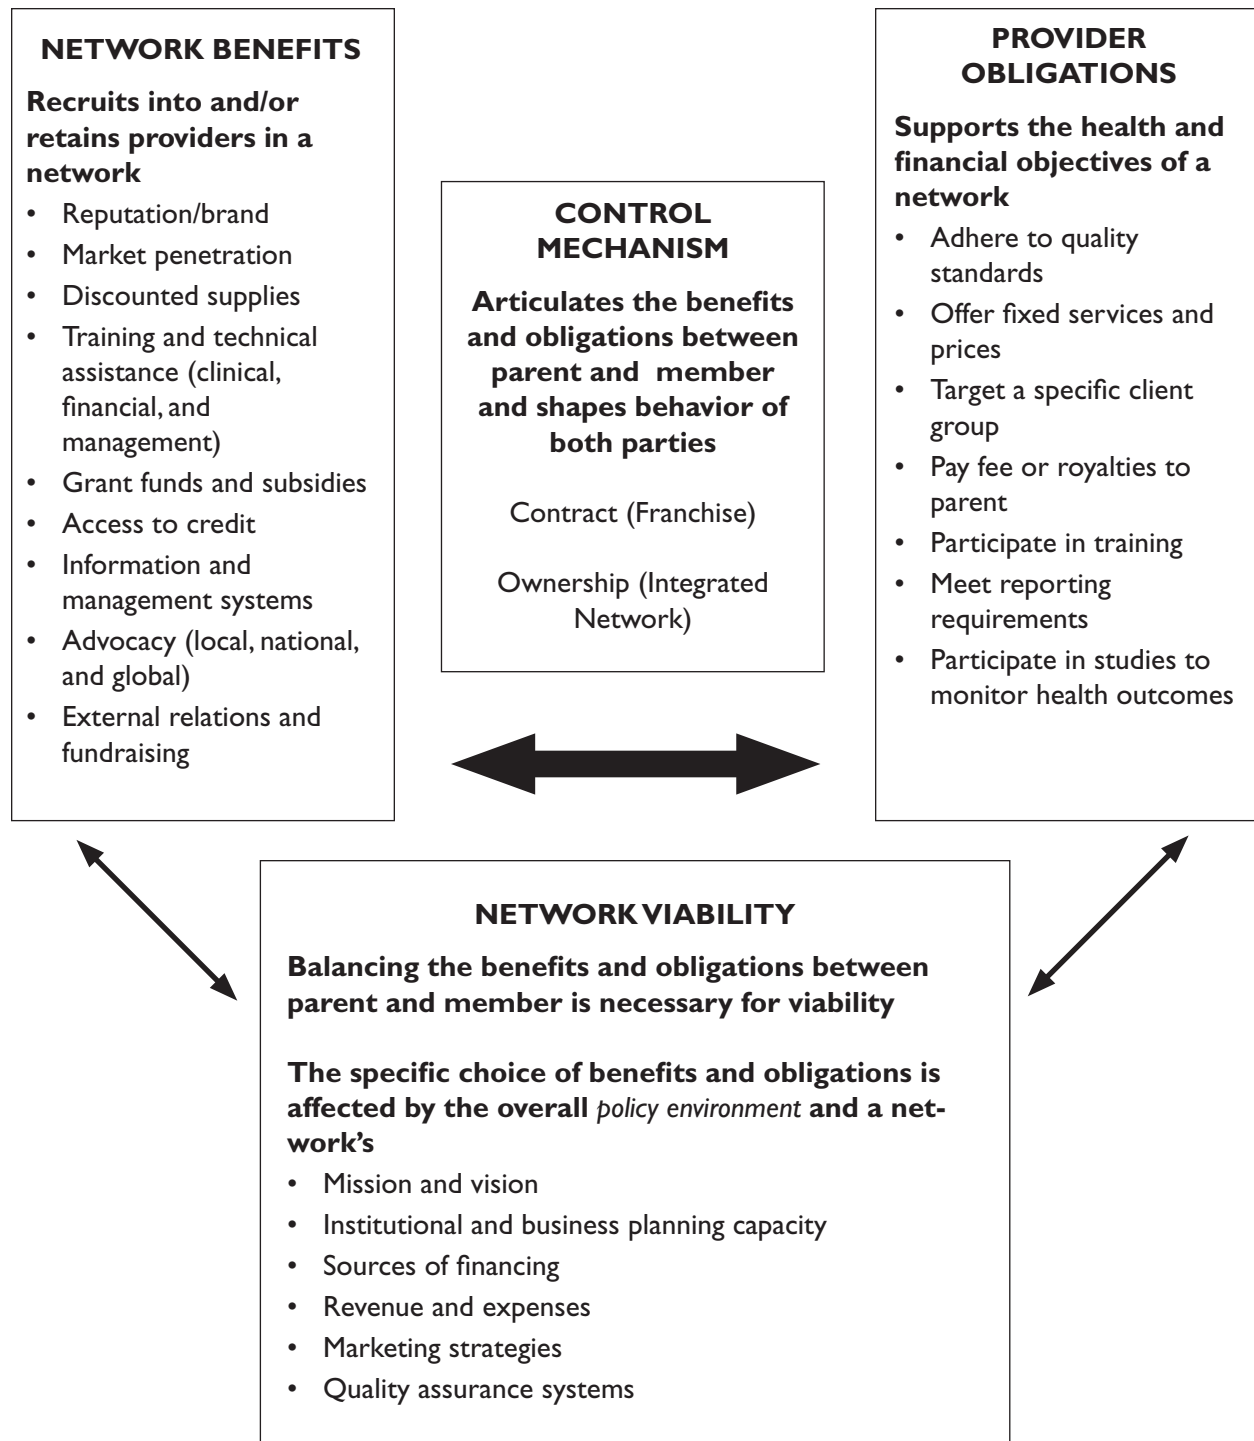 NETWORK BENEFITS
Recruits into and/or
retains providers in a
network
• Reputation/brand
• Market penetration
• Discounted supplies
• Training and technical
assistance (clinical,
financial, and
management)
• Grant funds and subsidies
• Access to credit
• Information and
management systems
• Advocacy (local, national,
and global)
• External relations and
fundraising
CONTROL
MECHANISM
Articulates the benefits
and obligations between
parent and member
and shapes behavior of
both parties
Contract (Franchise)
Ownership (Integrated
Network)
PROVIDER
OBLIGATIONS
Supports the health and
financial objectives of a
network
• Adhere to quality
standards
• Offer fixed services and
prices
• Target a specific client
group
• Pay fee or royalties to
parent
• Participate in training
• Meet reporting
requirements
• Participate in studies to
monitor health outcomes
NETWORK VIABILITY
Balancing the benefits and obligations between
parent and member is necessary for viability
The specific choice of benefits and obligations is
affected by the overall policy environment and a net-
work’s
• Mission and vision
• Institutional and business planning capacity
• Sources of financing
• Revenue and expenses
• Marketing strategies
• Quality assurance systems